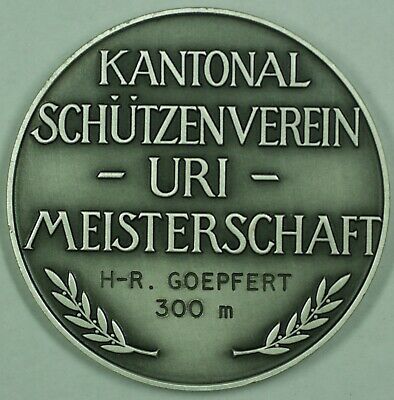 KANTONAL
SCHÜTZENVEREIN
- URI -
MEISTERSCHAFT
H-R. GOEPFERT
300 m